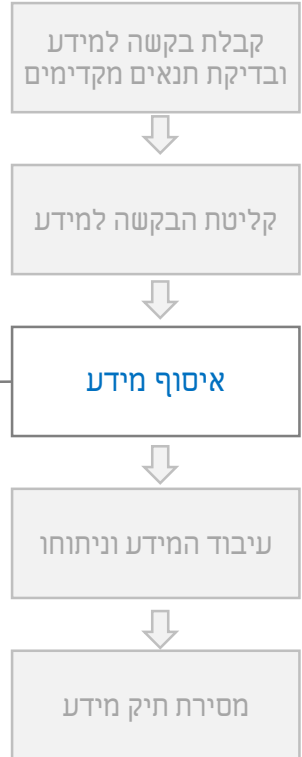 קבלת בקשה למידע
ובדיקת תנאים מקדימים
קליטת הבקשה למידע
איסוף מידע
עיבוד המידע וניתוחו
מסירת תיק מידע